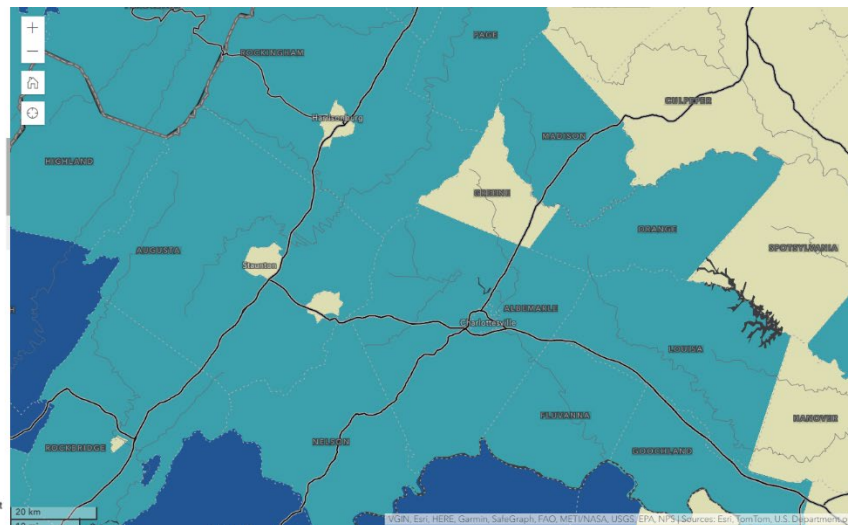 PAGE
ROCKINGHAM
CULPEPER
Harrisonburg
MADISON
HIGHLAND
GREENE
ORANGE
SPOTSYLVANIA
AUGUSTA
Staunton
ALBEMARLE
Charlottesville
LOUISA
FLUVANNA
HANOVER
NELSON
GOOCHLAND
ROCKBRIDGE
20 km
VGIN, Esri, HERE, Garmin, SafeGraph, FAO, METI/NASA, USGS, EPA, NPS | Sources: Esri, TomTom, U.S. Department o